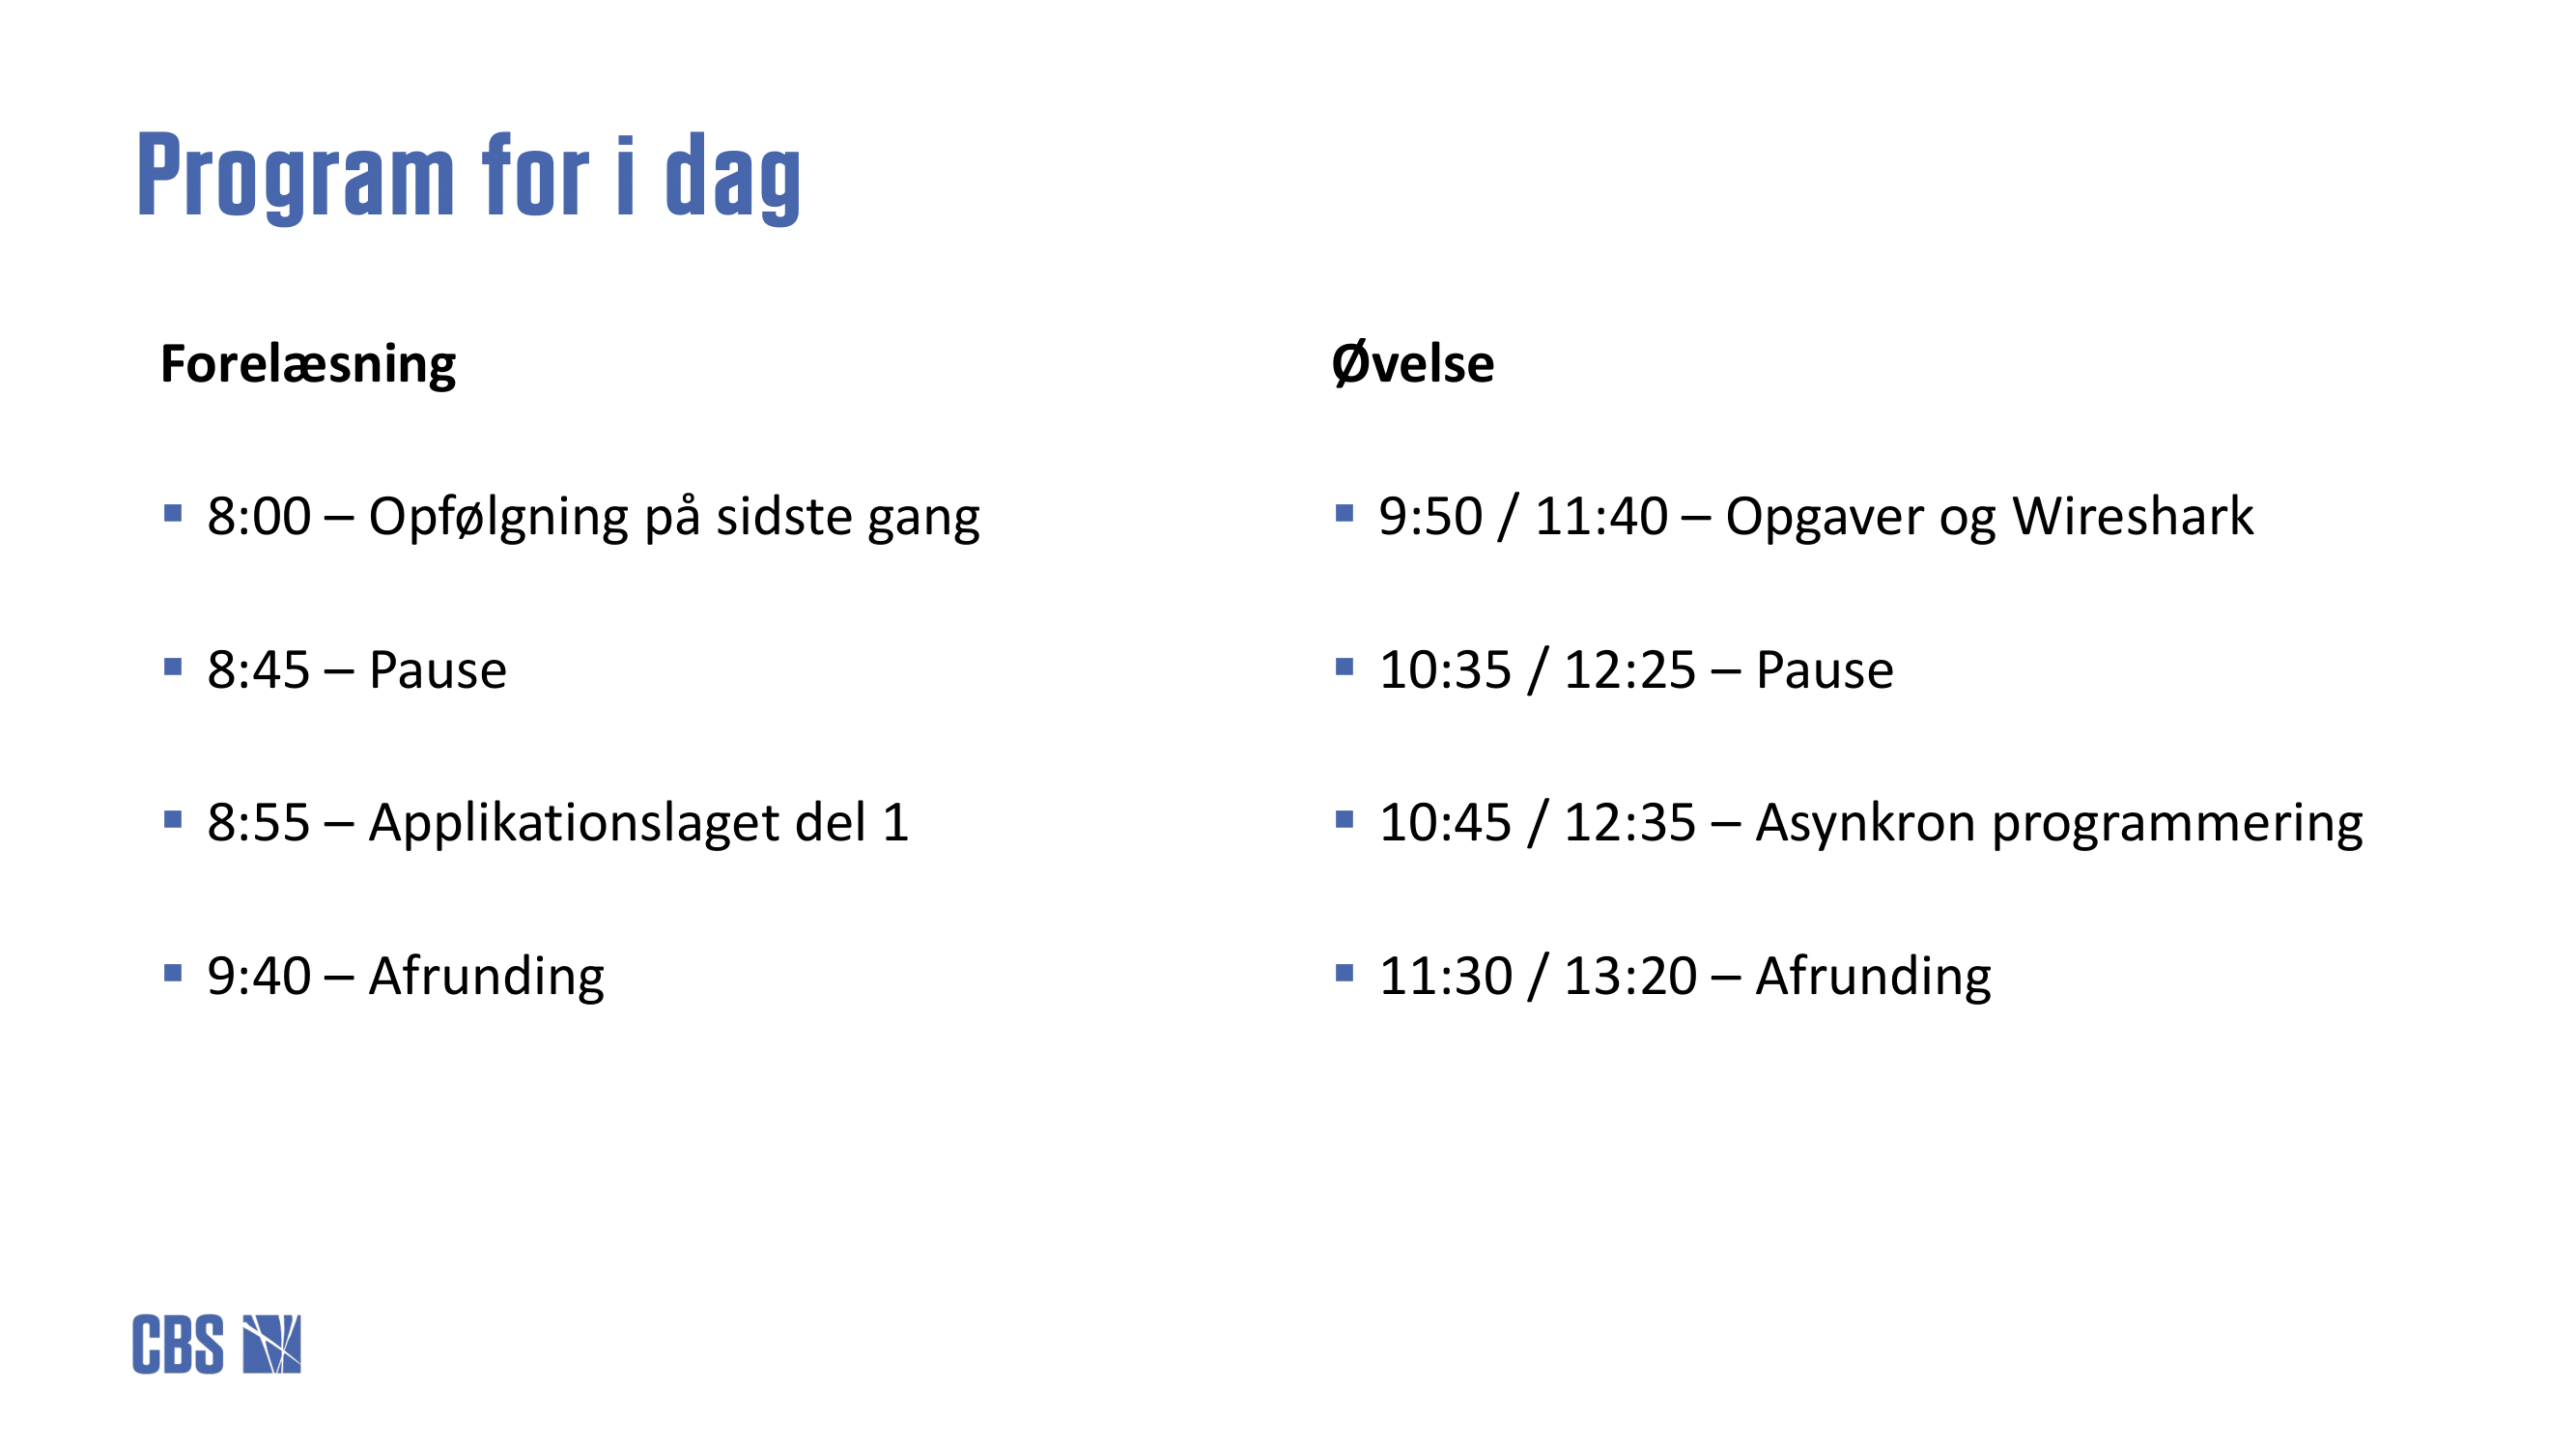 Program for i dag
Forelæsning
▪ 8:00 – Opfølgning på sidste gang
▪ 8:45 – Pause
▪ 8:55 – Applikationslaget del 1
▪ 9:40 – Afrunding
Øvelse
▪ 9:50 / 11:40 – Opgaver og Wireshark
▪ 10:35 / 12:25 – Pause
▪ 10:45 / 12:35 – Asynkron programmering
▪ 11:30 / 13:20 – Afrunding
CBS